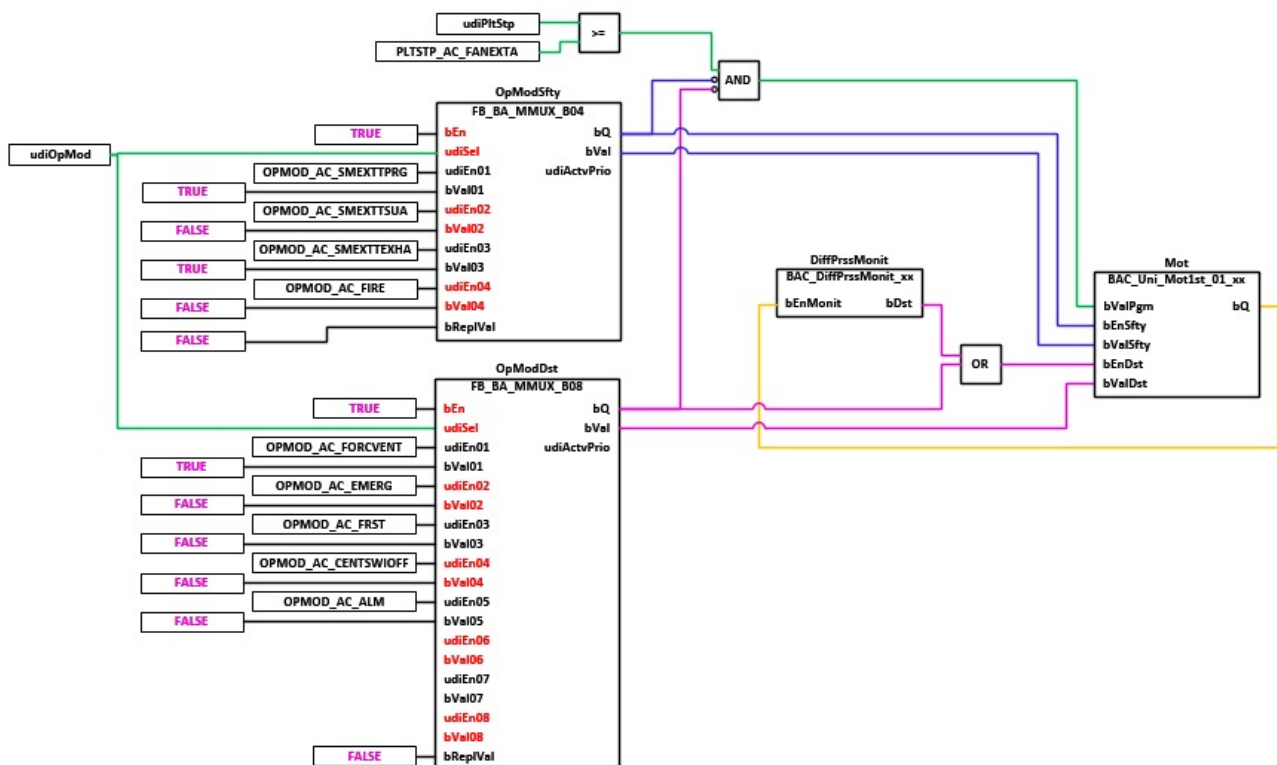 udiPltStp
>=
PLTSTP_AC_FANEXTA
AND
OpModSfty
FB_BA_MMUX_B04
TRUE
bEn
bQ
udiOpMod
udiSel
bVal
OPMOD_AC_SMEXTTPRG
udiEn01
udiActvPrio
TRUE
bVal01
OPMOD_AC_SMEXTTSUA
udiEn02
FALSE
bVal02
OPMOD_AC_SMEXTTEXHA
udiEn03
TRUE
bVal03
OPMOD_AC_FIRE
udiEn04
FALSE
bVal04
FALSE
bReplVal
DiffPrssMonit
BAC_DiffPrssMonit_xx
bEnMonit
bDst
Mot
BAC_Uni_Mot1st_01_xx
bValPgm
bQ
bEnSfty
bValSfty
bEnDst
bValDst
OR
OpModDst
FB_BA_MMUX_B08
TRUE
bEn
bQ
udiSel
bVal
OPMOD_AC_FORCVENT
udiEn01
udiActvPrio
TRUE
bVal01
OPMOD_AC_EMERG
udiEn02
FALSE
bVal02
OPMOD_AC_FRST
udiEn03
FALSE
bVal03
OPMOD_AC_CENTSWIOFF
udiEn04
FALSE
bVal04
OPMOD_AC_ALM
udiEn05
FALSE
bVal05
udiEn06
bVal06
udiEn07
bVal07
udiEn08
bVal08
FALSE
bReplVal